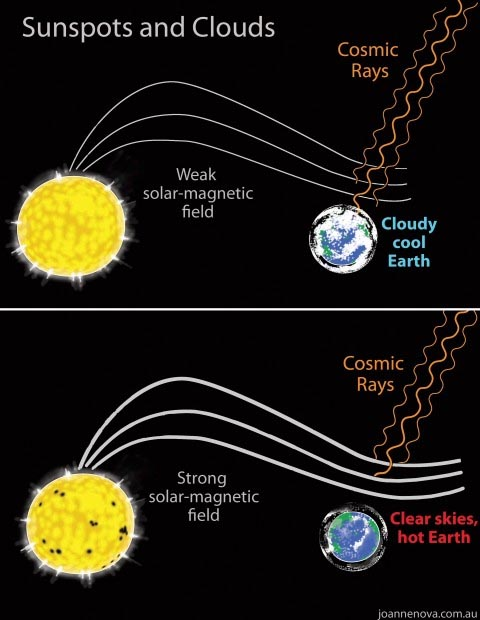 Sunspots and Clouds
Cosmic
Rays
Weak
solar-magnetic
field
Cloudy
cool
Earth
Cosmic
Rays
Strong
solar-magnetic
field
Clear skies,
hot Earth
joannenova.com.au